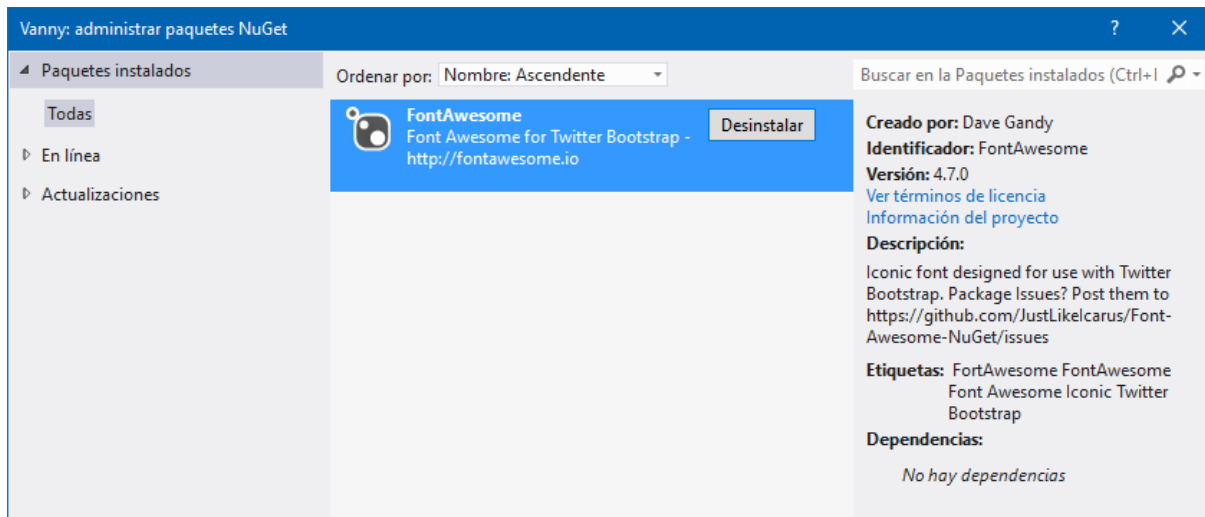 Vanny: administrar paquetes NuGet
?
Paquetes instalados
Todas
En línea
Actualizaciones
Ordenar por: Nombre: Ascendente
FontAwesome
Font Awesome for Twitter Bootstrap -
http://fontawesome.io
Desinstalar
Buscar en la Paquetes instalados (Ctrl+I
Creado por: Dave Gandy
Identificador: FontAwesome
Versión: 4.7.0
Ver términos de licencia
Información del proyecto
Descripción:
Iconic font designed for use with Twitter
Bootstrap. Package Issues? Post them to
https://github.com/JustLikeIcarus/Font-
Awesome-NuGet/issues
Etiquetas: FortAwesome FontAwesome
Font Awesome Iconic Twitter
Bootstrap
Dependencias:
No hay dependencias